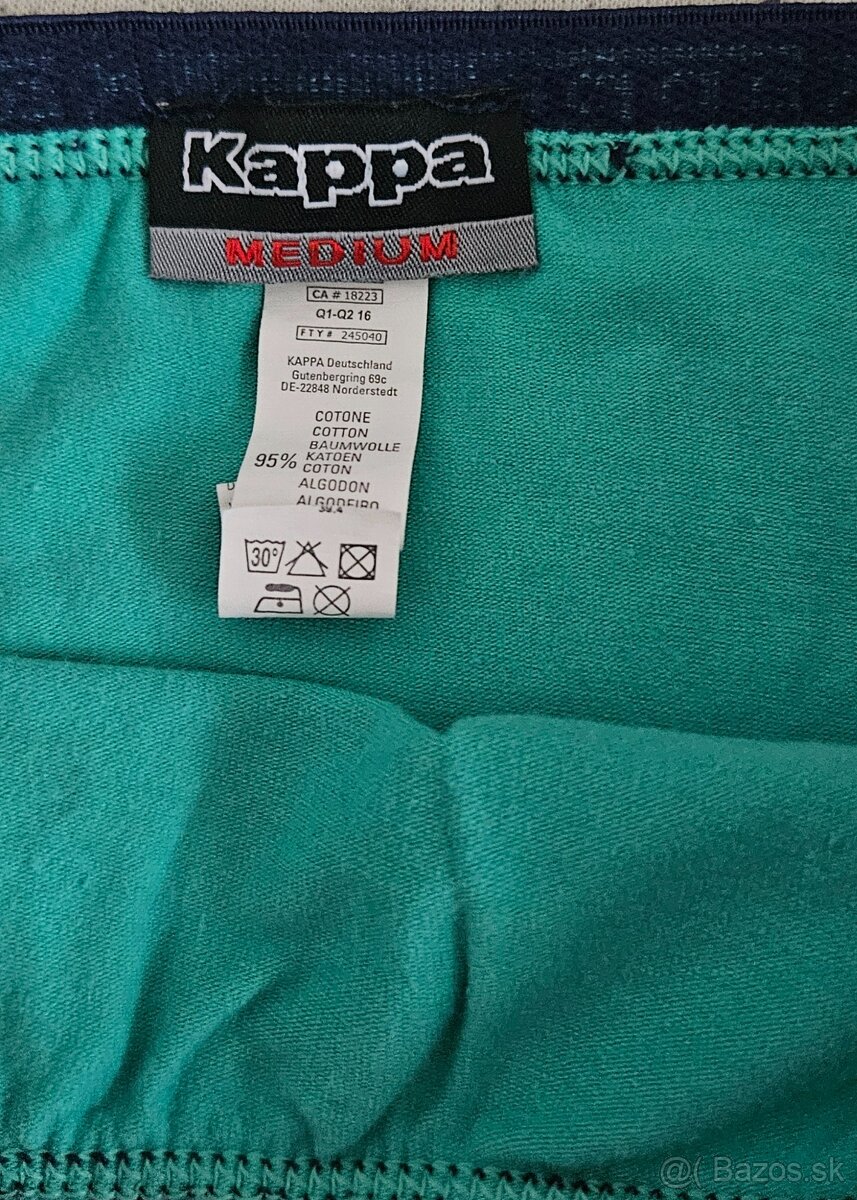 Kappa
MEDIUM
CA # 18223
Q1-Q2 16
FTY # 245040
KAPPA Deutschland
Gutenbergring 69c
DE-22848 Norderstedt
COTONE
COTTON
BAUMWOLLE
95% KATOEN
COTON
ALGODON
ALGODEIRO
30°
@( Bazos.sk